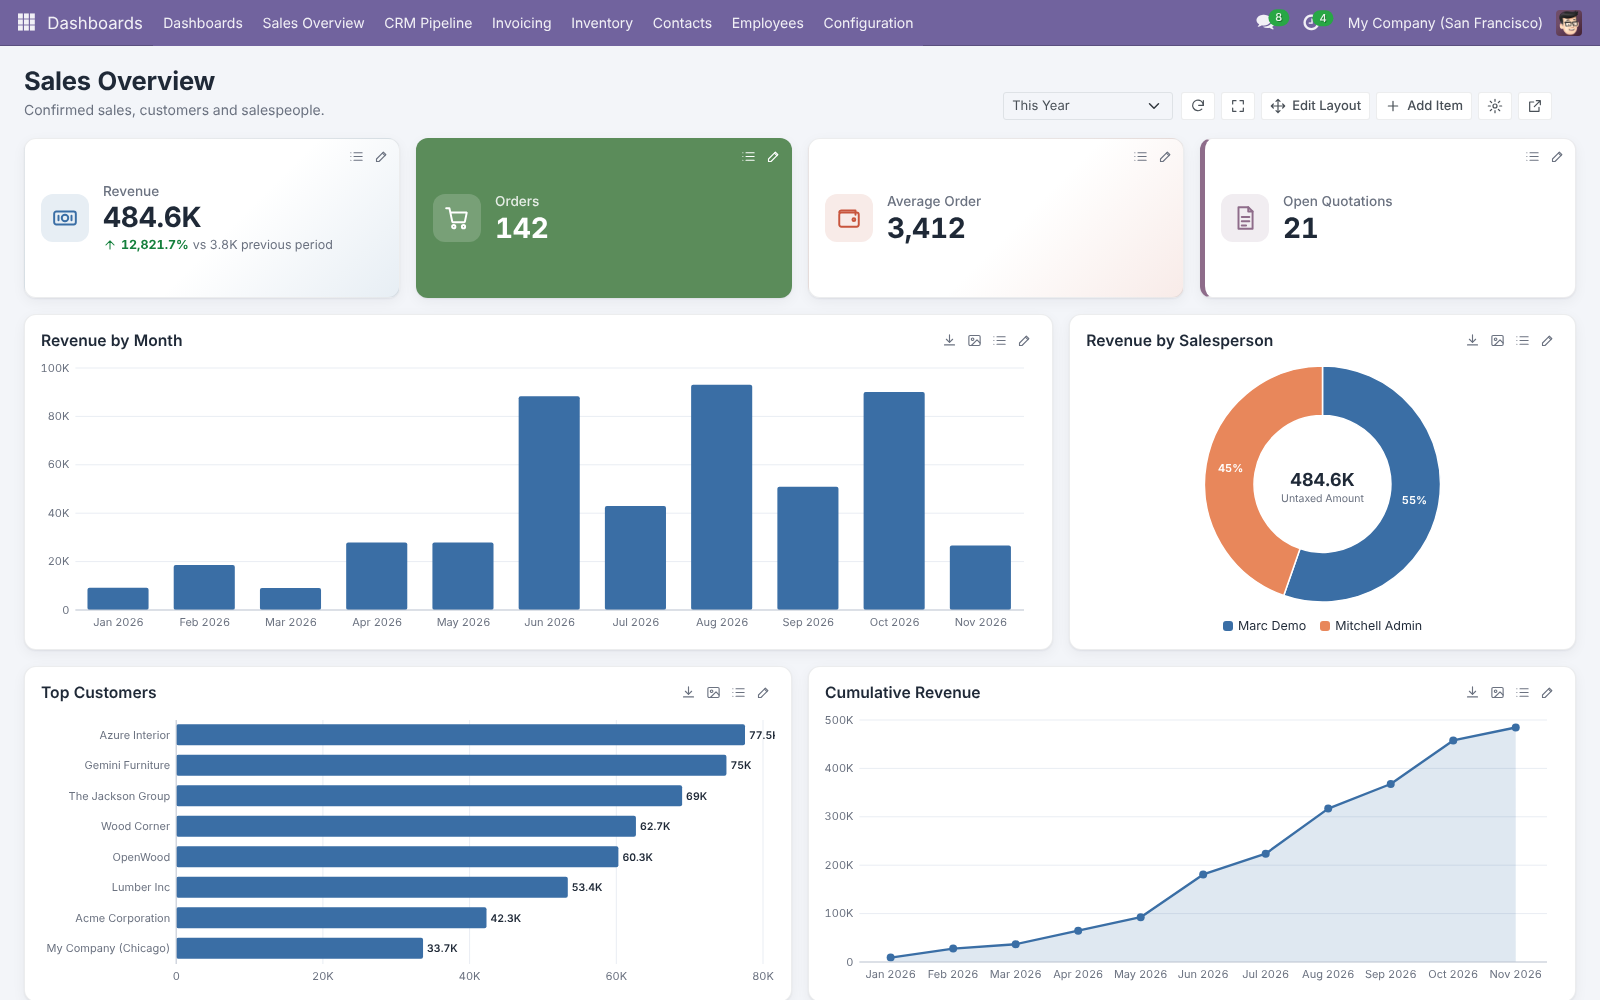 Dashboards Dashboards Sales Overview CRM Pipeline Invoicing Inventory Contacts Employees Configuration 8 4 My Company (San Francisco)
Sales Overview
Confirmed sales, customers and salespeople.
This Year Edit Layout Add Item
Revenue
484.6K
↑ 12,821.7% vs 3.8K previous period
Orders
142
Average Order
3,412
Open Quotations
21
Revenue by Month
100K
80K
60K
40K
20K
0
Jan 2026 Feb 2026 Mar 2026 Apr 2026 May 2026 Jun 2026 Jul 2026 Aug 2026 Sep 2026 Oct 2026 Nov 2026
Revenue by Salesperson
45%
484.6K
Untaxed Amount
55%
Marc Demo Mitchell Admin
Top Customers
Azure Interior 77.5
Gemini Furniture 75K
The Jackson Group 69K
Wood Corner 62.7K
OpenWood 60.3K
Lumber Inc 53.4K
Acme Corporation 42.3K
My Company (Chicago) 33.7K
0 20K 40K 60K 80K
Cumulative Revenue
500K
400K
300K
200K
100K
0
Jan 2026 Feb 2026 Mar 2026 Apr 2026 May 2026 Jun 2026 Jul 2026 Aug 2026 Sep 2026 Oct 2026 Nov 2026